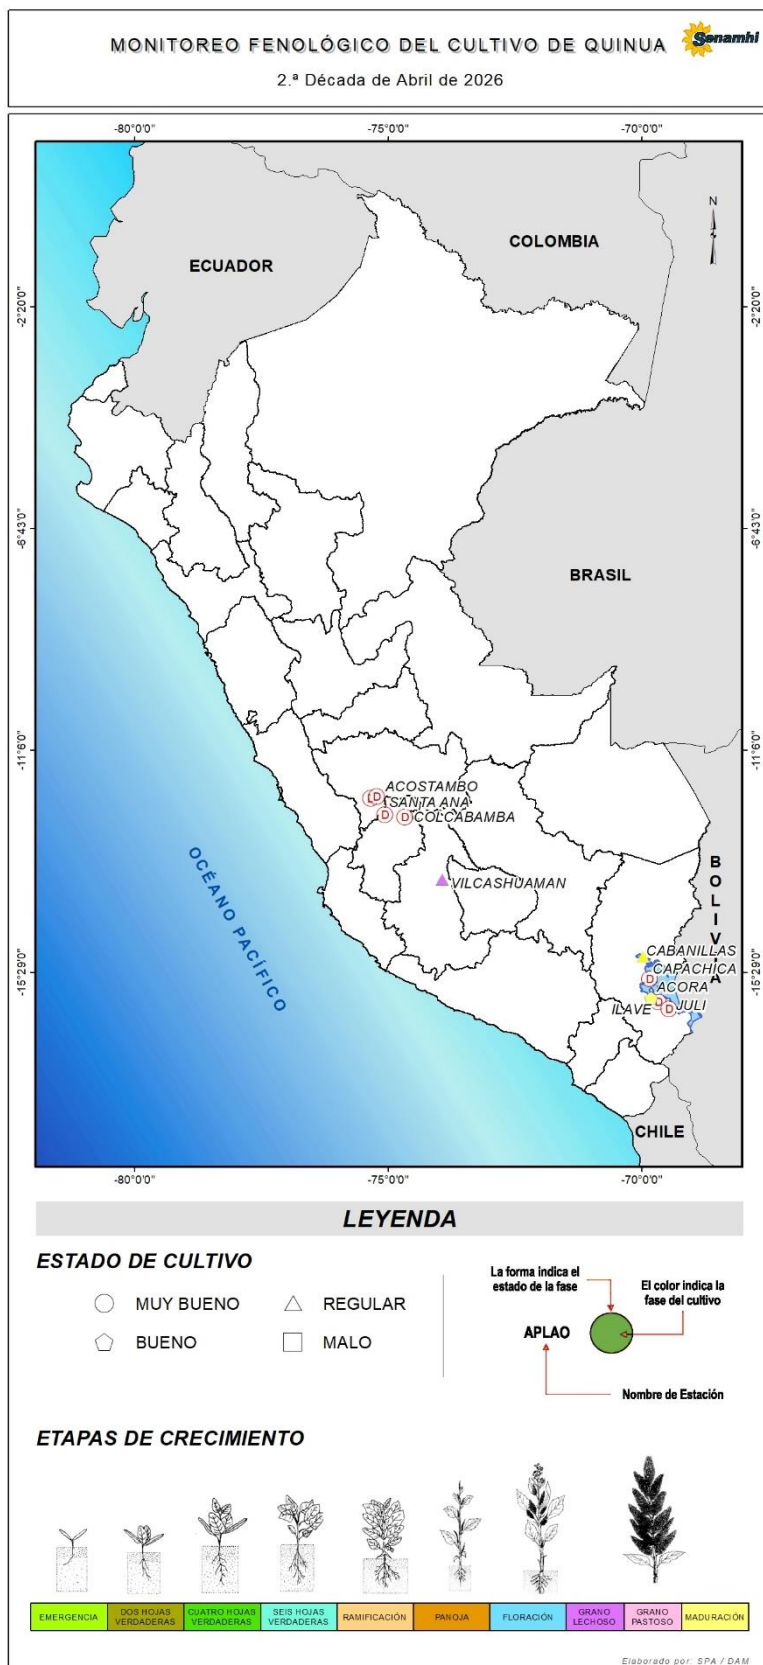 MONITOREO FENOLÓGICO DEL CULTIVO DE QUINUA
Senamhi
2.ª Década de Abril de 2026
-80°0'0"
-75°0'0"
-70°0'0"
N
COLOMBIA
ECUADOR
-2°20'0"
-2°20'0"
-6°43'0"
-6°43'0"
BRASIL
-11°6'0"
-11°6'0"
ACOSTAMBO
D
SANTA ANA
D
D
COLCABAMBA
VILCASHUAMAN
OCÉANO PACÍFICO
BOLIVIA
CABANILLAS
-15°29'0"
-15°29'0"
D
CAPACHICA
ACORA
D
ILAVE
D
JULI
CHILE
-80°0'0"
-75°0'0"
-70°0'0"
LEYENDA
ESTADO DE CULTIVO
MUY BUENO
REGULAR
BUENO
MALO
La forma indica el
estado de la fase
El color indica la
fase del cultivo
APLAO
Nombre de Estación
ETAPAS DE CRECIMIENTO
EMERGENCIA
DOS HOJAS
VERDADERAS
CUATRO HOJAS
VERDADERAS
SEIS HOJAS
VERDADERAS
RAMIFICACIÓN
PANOJA
FLORACIÓN
GRANO
LECHOSO
GRANO
PASTOSO
MADURACIÓN
Elaborado por: SPA / DAM